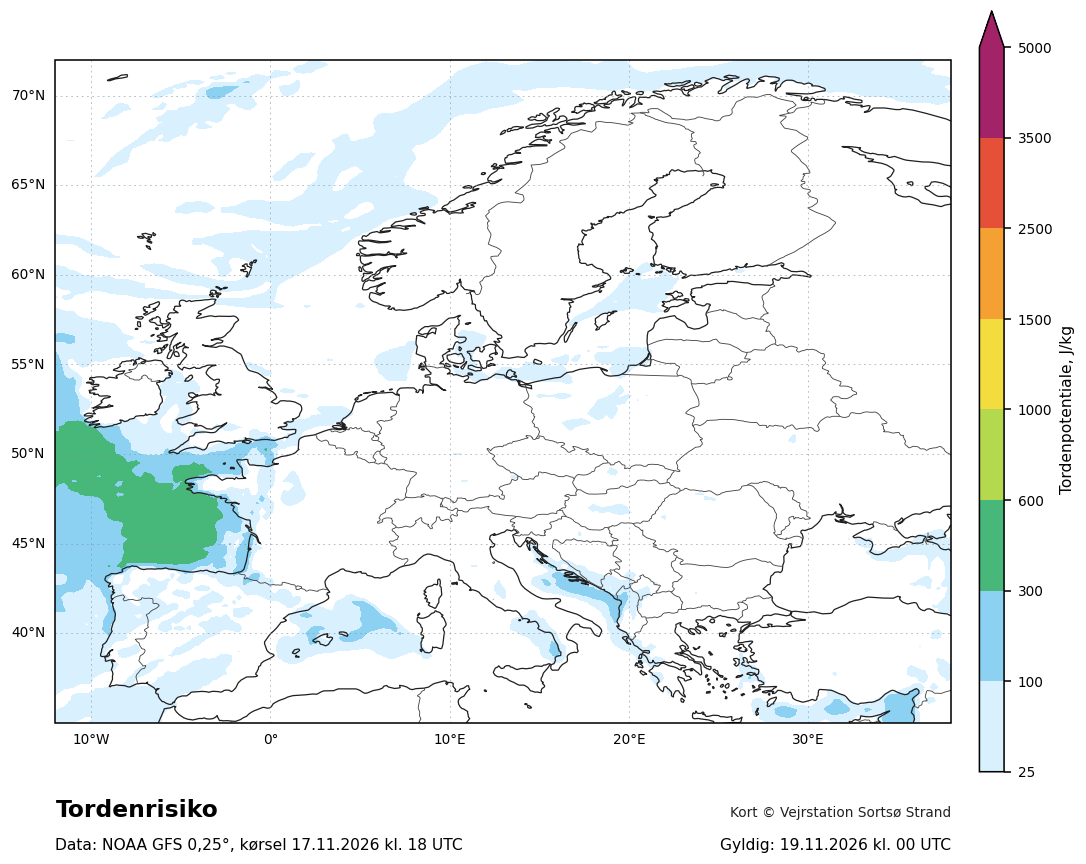 70°N
65°N
60°N
55°N
50°N
45°N
40°N
10°W
0°
10°E
20°E
30°E
5000
3500
2500
1500
1000
600
300
100
25
Tordenpotentiale, J/kg
Tordenrisiko
Kort © Vejrstation Sortsø Strand
Data: NOAA GFS 0,25°, kørsel 17.11.2026 kl. 18 UTC
Gyldig: 19.11.2026 kl. 00 UTC